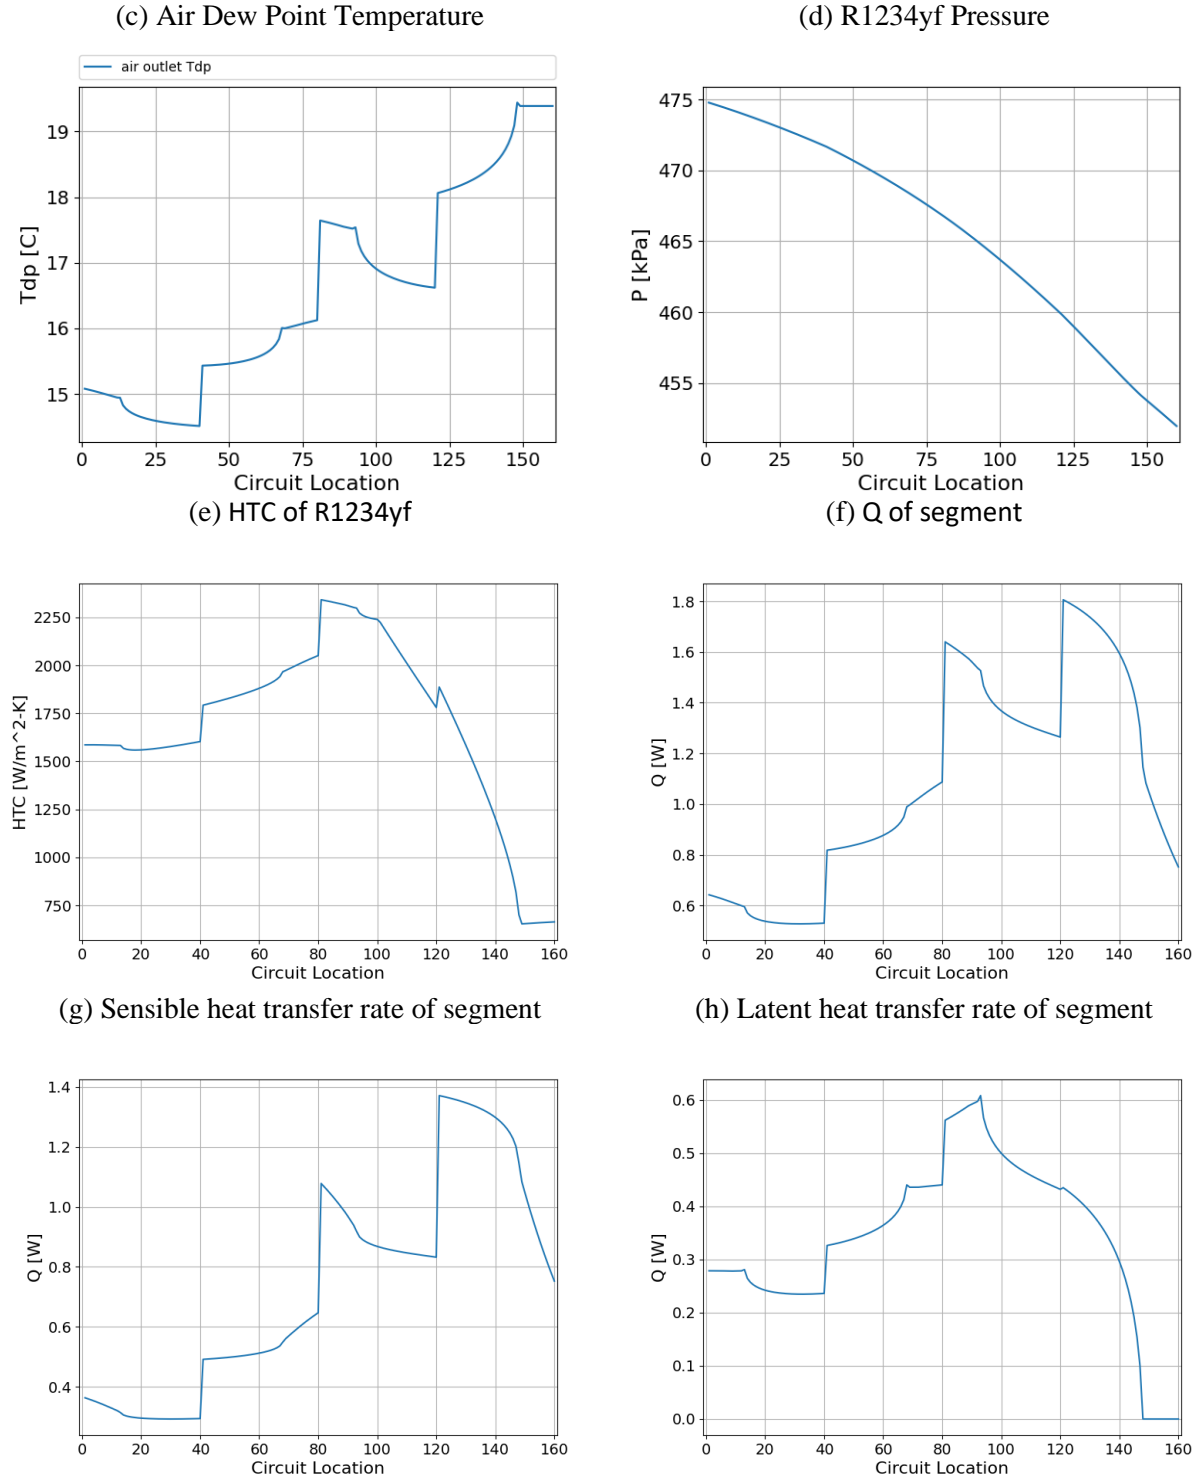 (c) Air Dew Point Temperature
(d) R1234yf Pressure
air outlet Tdp
19
18
17
16
15
Tdp [C]
0 25 50 75 100 125 150
Circuit Location
475
470
465
460
455
P [kPa]
0 25 50 75 100 125 150
Circuit Location
(e) HTC of R1234yf
(f) Q of segment
2250
2000
1750
1500
1250
1000
750
HTC [W/m^2-K]
0 20 40 60 80 100 120 140 160
Circuit Location
1.8
1.6
1.4
1.2
1.0
0.8
0.6
Q [W]
0 20 40 60 80 100 120 140 160
Circuit Location
(g) Sensible heat transfer rate of segment
(h) Latent heat transfer rate of segment
1.4
1.2
1.0
0.8
0.6
0.4
Q [W]
0 20 40 60 80 100 120 140 160
Circuit Location
0.6
0.5
0.4
0.3
0.2
0.1
0.0
Q [W]
0 20 40 60 80 100 120 140 160
Circuit Location